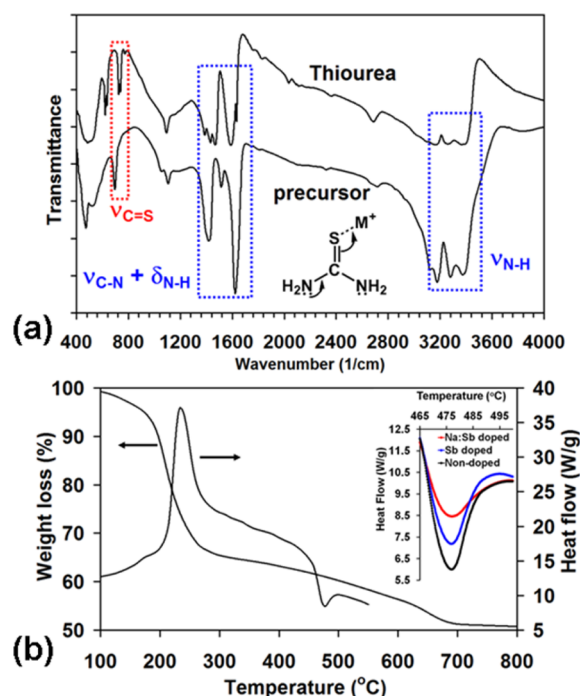 Thiourea
precursor
Transmittance
νC=S
νC-N + δN-H
νN-H
S
M+
C
H2N
NH2
400 800 1200 1600 2000 2400 2800 3200 3600 4000
Wavenumber (1/cm)
(a)
100
90
80
70
60
50
Weight loss (%)
40
35
30
25
20
15
10
5
Heat flow (W/g)
Temperature (°C)
465 475 485 495
12.5
11.5
10.5
9.5
8.5
7.5
6.5
5.5
Heat Flow (W/g)
Na:Sb doped
Sb doped
Non-doped
100 200 300 400 500 600 700 800
Temperature (°C)
(b)